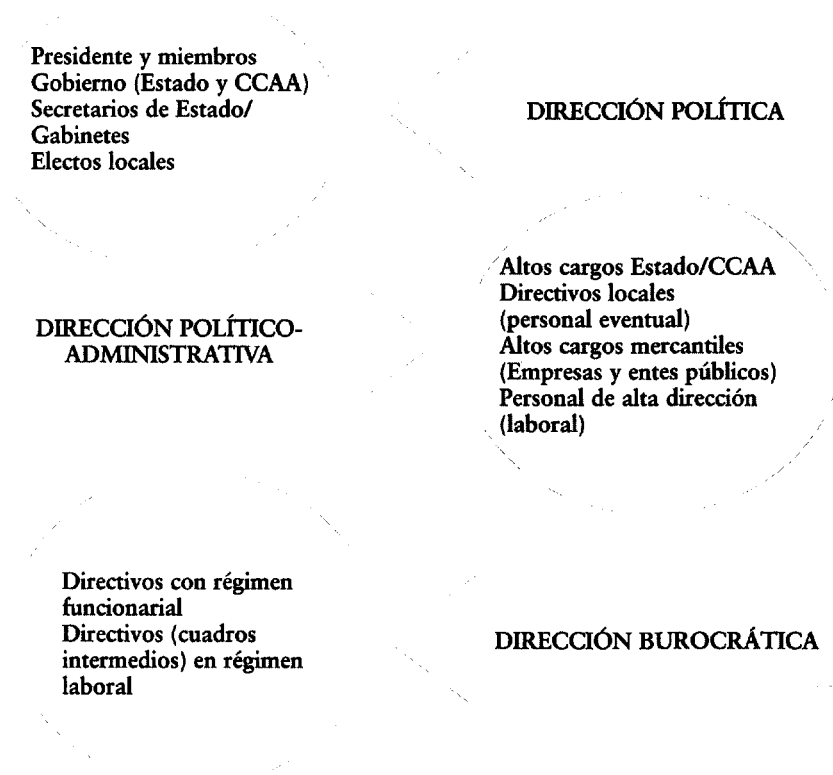 Presidente y miembros
Gobierno (Estado y CCAA)
Secretarios de Estado/
Gabinetes
Electos locales
DIRECCIÓN POLÍTICA
DIRECCIÓN POLÍTICO-
ADMINISTRATIVA
Altos cargos Estado/CCAA
Directivos locales
(personal eventual)
Altos cargos mercantiles
(Empresas y entes públicos)
Personal de alta dirección
(laboral)
Directivos con régimen
funcionarial
Directivos (cuadros
intermedios) en régimen
laboral
DIRECCIÓN BUROCRÁTICA